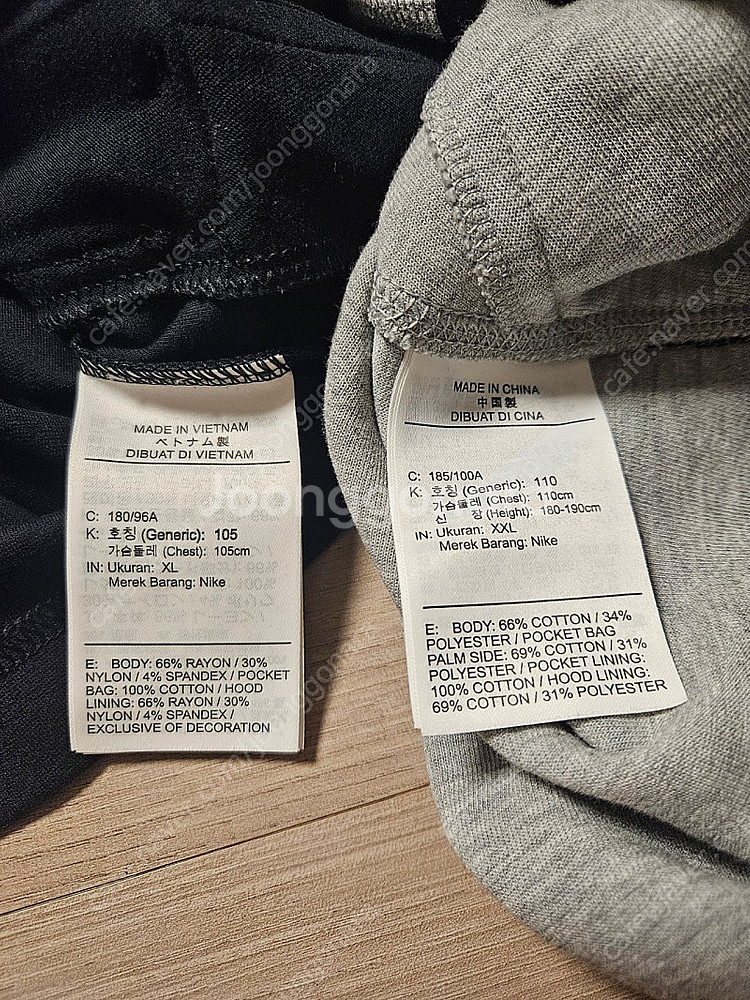 MADE IN VIETNAM
ベトナム製
DIBUAT DI VIETNAM
C: 180/96A
K: 호칭 (Generic): 105
가슴둘레 (Chest): 105cm
IN: Ukuran: XL
Merek Barang: Nike
E: BODY: 66% RAYON / 30%
NYLON / 4% SPANDEX / POCKET
BAG: 100% COTTON / HOOD
LINING: 66% RAYON / 30%
NYLON / 4% SPANDEX /
EXCLUSIVE OF DECORATION
MADE IN CHINA
中国製
DIBUAT DI CINA
C: 185/100A
K: 호칭 (Generic): 110
가슴둘레 (Chest): 110cm
신 장 (Height): 180-190cm
IN: Ukuran: XXL
Merek Barang: Nike
E: BODY: 66% COTTON / 34%
POLYESTER / POCKET BAG
PALM SIDE: 69% COTTON / 31%
POLYESTER / POCKET LINING:
100% COTTON / HOOD LINING:
69% COTTON / 31% POLYESTER
cafe.naver.com/joonggonara